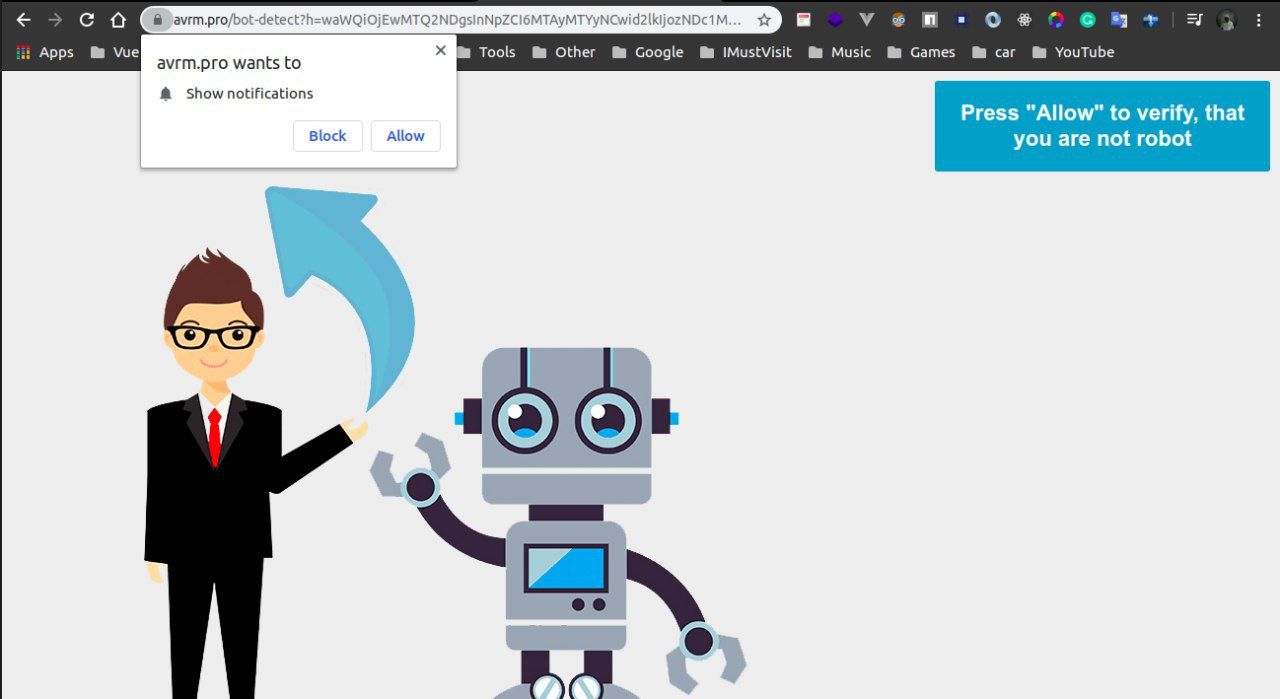 avrm.pro/bot-detect?h=waWQiOjEwMTQ2NDgsInNpZCI6MTAyMTYyNCwid2lkIjozNDc1M...
Apps Vue Tools Other Google IMustVisit Music Games car YouTube
avrm.pro wants to
Show notifications
Block Allow
Press "Allow" to verify, that
you are not robot